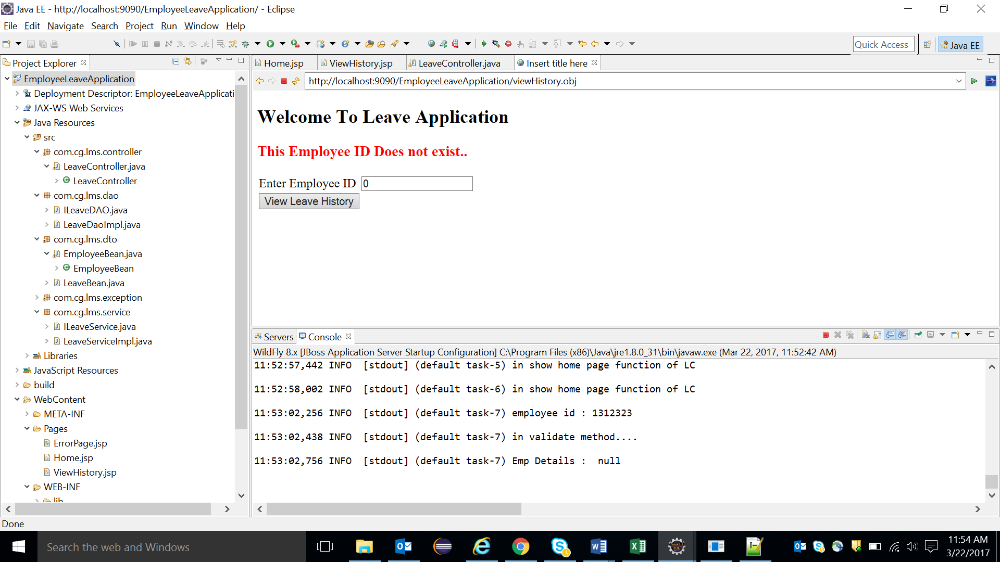 Java EE - http://localhost:9090/EmployeeLeaveApplication/ - Eclipse
File Edit Navigate Search Project Run Window Help
Quick Access
Java EE
Project Explorer
EmployeeLeaveApplication
Deployment Descriptor: EmployeeLeaveApplicati
JAX-WS Web Services
Java Resources
src
com.cg.lms.controller
LeaveController.java
LeaveController
com.cg.lms.dao
ILeaveDAO.java
LeaveDaoImpl.java
com.cg.lms.dto
EmployeeBean.java
EmployeeBean
LeaveBean.java
com.cg.lms.exception
com.cg.lms.service
ILeaveService.java
LeaveServiceImpl.java
Libraries
JavaScript Resources
build
WebContent
META-INF
Pages
ErrorPage.jsp
Home.jsp
ViewHistory.jsp
WEB-INF
lib
Home.jsp ViewHistory.jsp LeaveController.java Insert title here
http://localhost:9090/EmployeeLeaveApplication/viewHistory.obj
Welcome To Leave Application
This Employee ID Does not exist..
Enter Employee ID 0
View Leave History
Servers Console
WildFly 8.x [JBoss Application Server Startup Configuration] C:\Program Files (x86)\Java\jre1.8.0_31\bin\javaw.exe (Mar 22, 2017, 11:52:42 AM)
11:52:57,442 INFO  [stdout] (default task-5) in show home page function of LC
11:52:58,002 INFO  [stdout] (default task-6) in show home page function of LC
11:53:02,256 INFO  [stdout] (default task-7) employee id : 1312323
11:53:02,438 INFO  [stdout] (default task-7) in validate method....
11:53:02,756 INFO  [stdout] (default task-7) Emp Details :  null
Done
Search the web and Windows
11:54 AM
3/22/2017